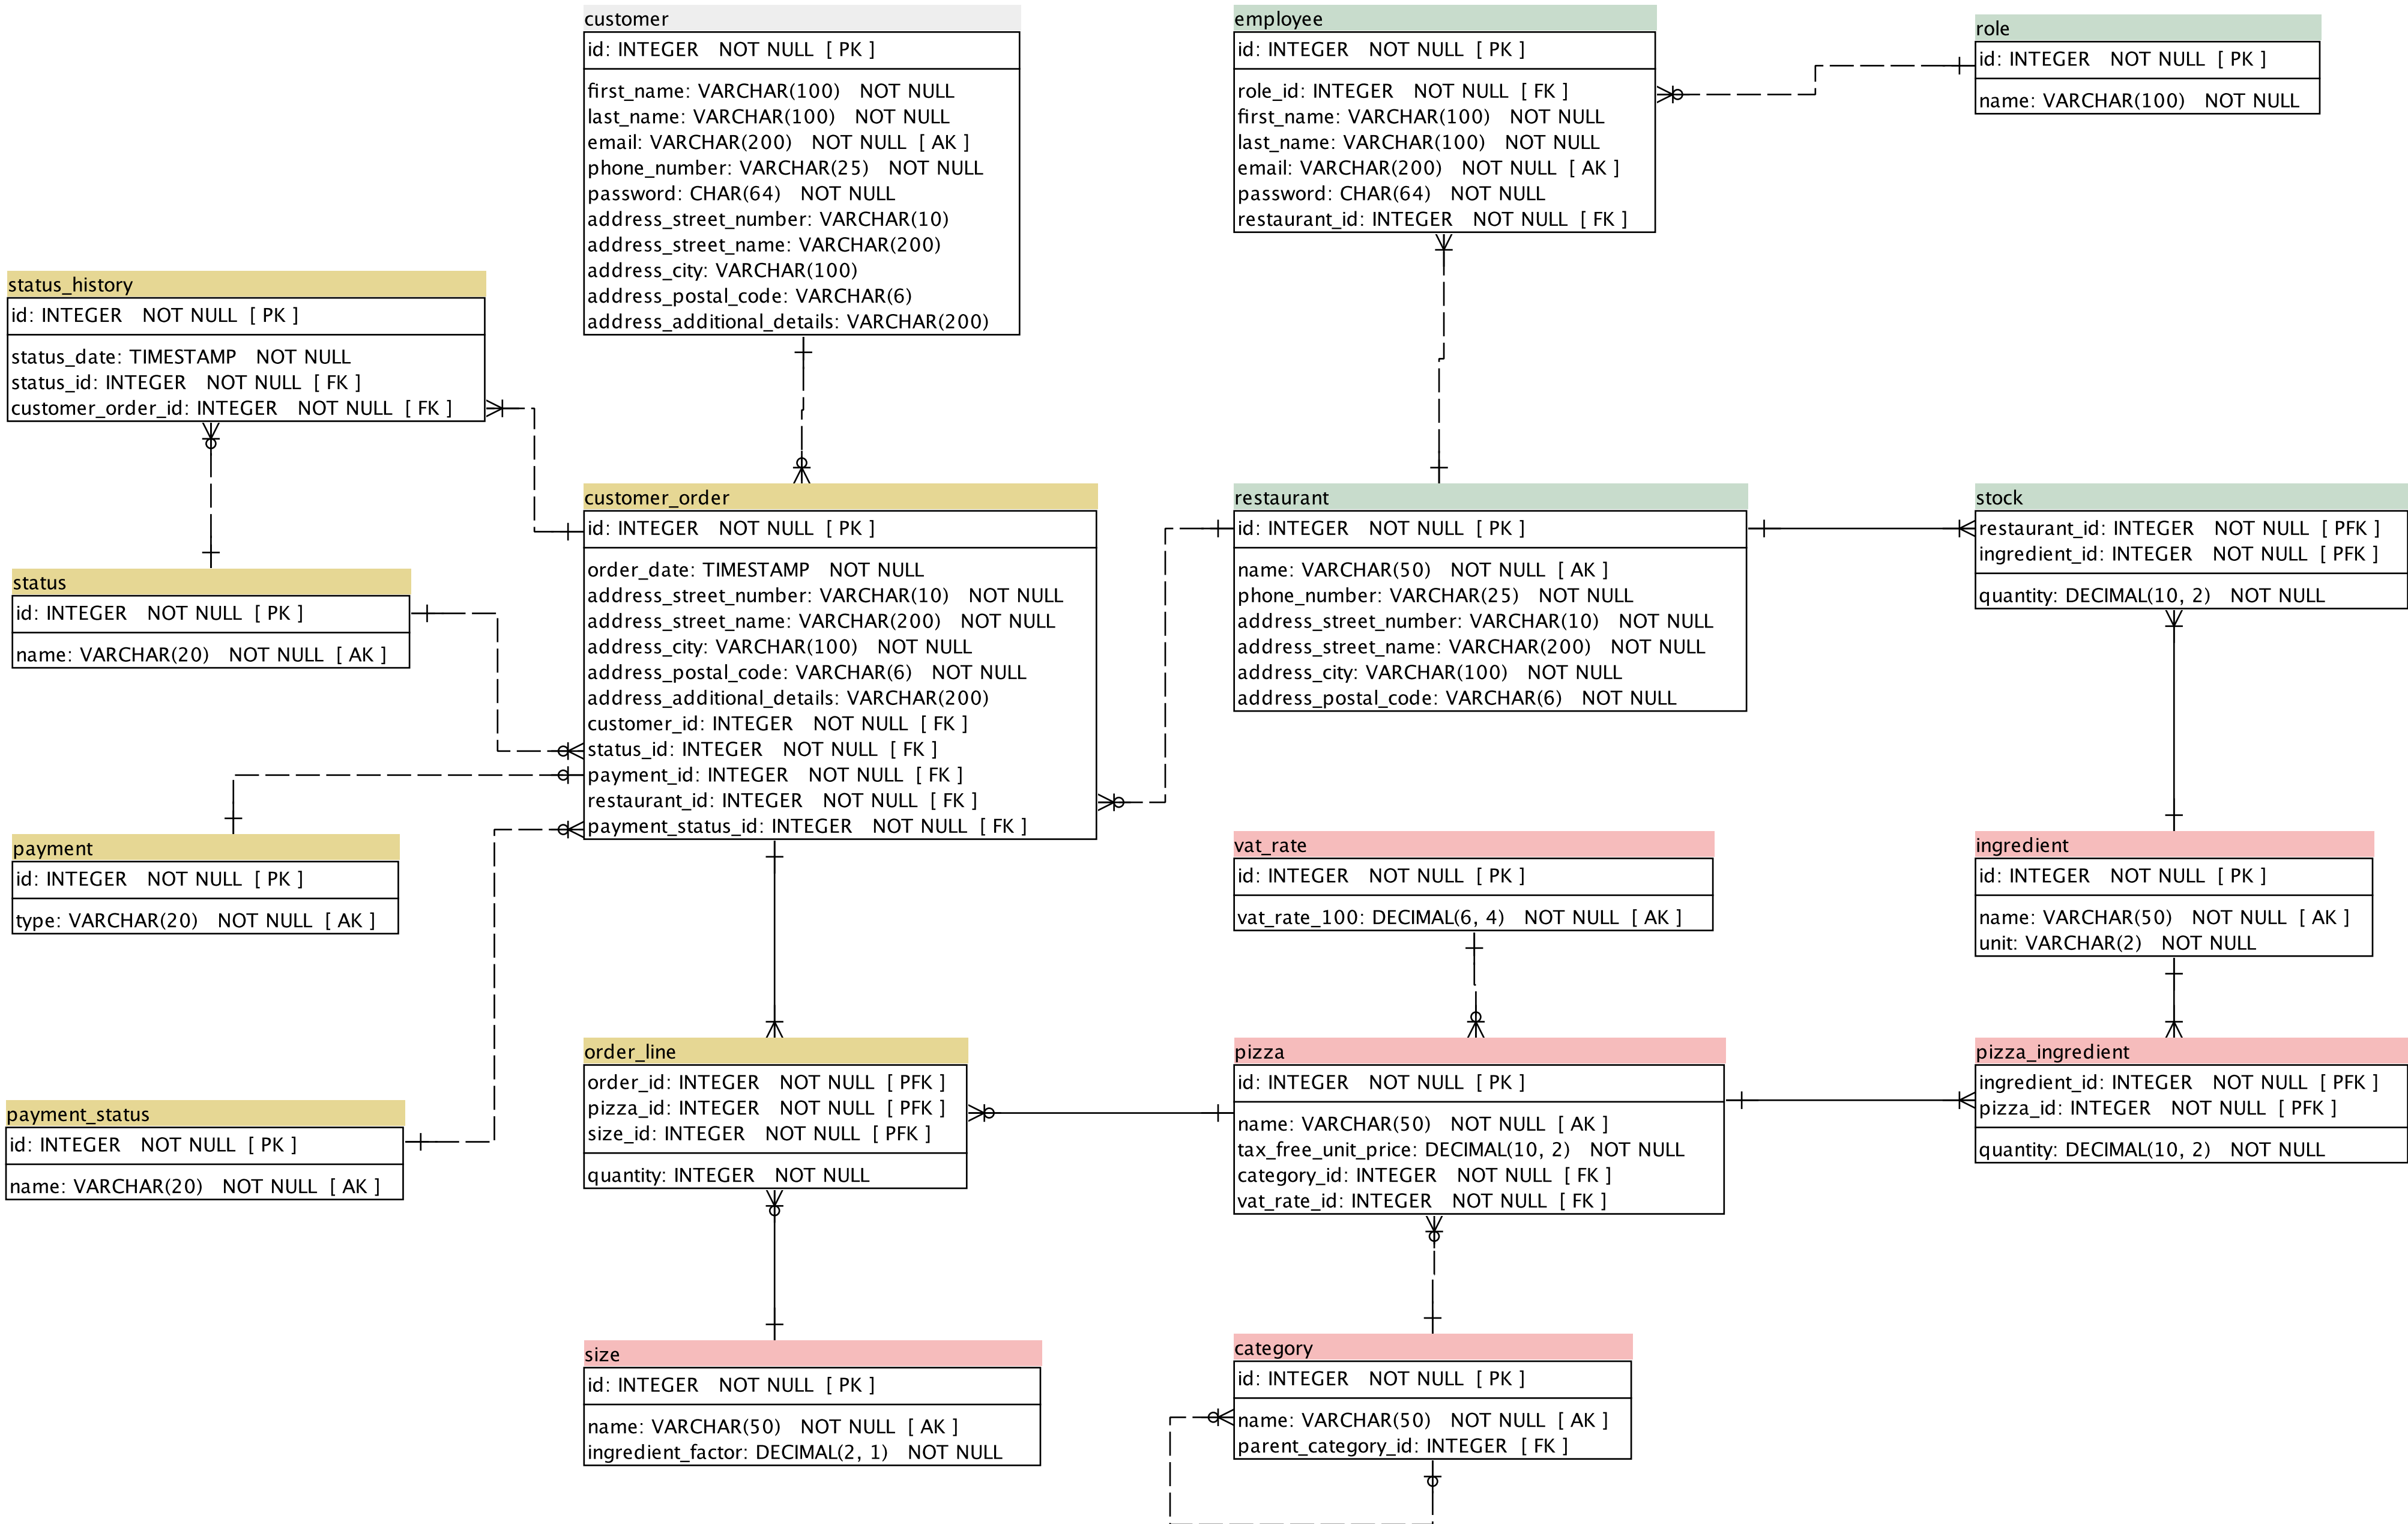 customer
id: INTEGER NOT NULL [ PK ]
first_name: VARCHAR(100) NOT NULL
last_name: VARCHAR(100) NOT NULL
email: VARCHAR(200) NOT NULL [ AK ]
phone_number: VARCHAR(25) NOT NULL
password: CHAR(64) NOT NULL
address_street_number: VARCHAR(10)
address_street_name: VARCHAR(200)
address_city: VARCHAR(100)
address_postal_code: VARCHAR(6)
address_additional_details: VARCHAR(200)
employee
id: INTEGER NOT NULL [ PK ]
role_id: INTEGER NOT NULL [ FK ]
first_name: VARCHAR(100) NOT NULL
last_name: VARCHAR(100) NOT NULL
email: VARCHAR(200) NOT NULL [ AK ]
password: CHAR(64) NOT NULL
restaurant_id: INTEGER NOT NULL [ FK ]
role
id: INTEGER NOT NULL [ PK ]
name: VARCHAR(100) NOT NULL
status_history
id: INTEGER NOT NULL [ PK ]
status_date: TIMESTAMP NOT NULL
status_id: INTEGER NOT NULL [ FK ]
customer_order_id: INTEGER NOT NULL [ FK ]
customer_order
id: INTEGER NOT NULL [ PK ]
order_date: TIMESTAMP NOT NULL
address_street_number: VARCHAR(10) NOT NULL
address_street_name: VARCHAR(200) NOT NULL
address_city: VARCHAR(100) NOT NULL
address_postal_code: VARCHAR(6) NOT NULL
address_additional_details: VARCHAR(200)
customer_id: INTEGER NOT NULL [ FK ]
status_id: INTEGER NOT NULL [ FK ]
payment_id: INTEGER NOT NULL [ FK ]
restaurant_id: INTEGER NOT NULL [ FK ]
payment_status_id: INTEGER NOT NULL [ FK ]
restaurant
id: INTEGER NOT NULL [ PK ]
name: VARCHAR(50) NOT NULL [ AK ]
phone_number: VARCHAR(25) NOT NULL
address_street_number: VARCHAR(10) NOT NULL
address_street_name: VARCHAR(200) NOT NULL
address_city: VARCHAR(100) NOT NULL
address_postal_code: VARCHAR(6) NOT NULL
stock
restaurant_id: INTEGER NOT NULL [ PFK ]
ingredient_id: INTEGER NOT NULL [ PFK ]
quantity: DECIMAL(10, 2) NOT NULL
status
id: INTEGER NOT NULL [ PK ]
name: VARCHAR(20) NOT NULL [ AK ]
payment
id: INTEGER NOT NULL [ PK ]
type: VARCHAR(20) NOT NULL [ AK ]
vat_rate
id: INTEGER NOT NULL [ PK ]
vat_rate_100: DECIMAL(6, 4) NOT NULL [ AK ]
ingredient
id: INTEGER NOT NULL [ PK ]
name: VARCHAR(50) NOT NULL [ AK ]
unit: VARCHAR(2) NOT NULL
payment_status
id: INTEGER NOT NULL [ PK ]
name: VARCHAR(20) NOT NULL [ AK ]
order_line
order_id: INTEGER NOT NULL [ PFK ]
pizza_id: INTEGER NOT NULL [ PFK ]
size_id: INTEGER NOT NULL [ PFK ]
quantity: INTEGER NOT NULL
pizza
id: INTEGER NOT NULL [ PK ]
name: VARCHAR(50) NOT NULL [ AK ]
tax_free_unit_price: DECIMAL(10, 2) NOT NULL
category_id: INTEGER NOT NULL [ FK ]
vat_rate_id: INTEGER NOT NULL [ FK ]
pizza_ingredient
ingredient_id: INTEGER NOT NULL [ PFK ]
pizza_id: INTEGER NOT NULL [ PFK ]
quantity: DECIMAL(10, 2) NOT NULL
size
id: INTEGER NOT NULL [ PK ]
name: VARCHAR(50) NOT NULL [ AK ]
ingredient_factor: DECIMAL(2, 1) NOT NULL
category
id: INTEGER NOT NULL [ PK ]
name: VARCHAR(50) NOT NULL [ AK ]
parent_category_id: INTEGER [ FK ]